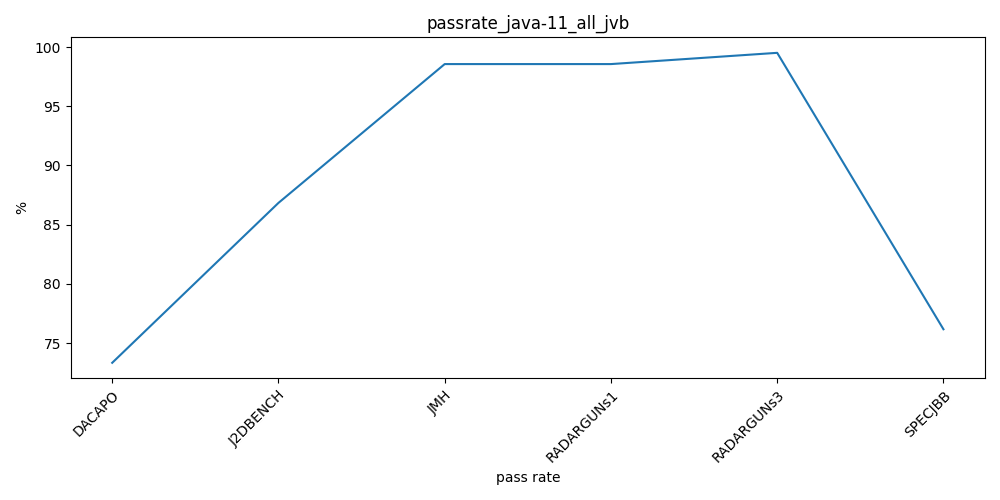 passrate_java-11_all_jvb
%
100
95
90
85
80
75
DACAPO
J2DBENCH
JMH
RADARGUNs1
RADARGUNs3
SPECJBB
pass rate